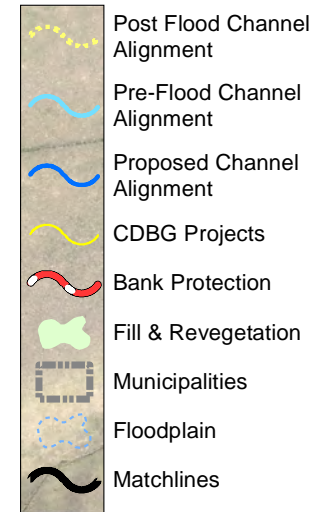 Post Flood Channel
Alignment
Pre-Flood Channel
Alignment
Proposed Channel
Alignment
CDBG Projects
Bank Protection
Fill & Revegetation
Municipalities
Floodplain
Matchlines